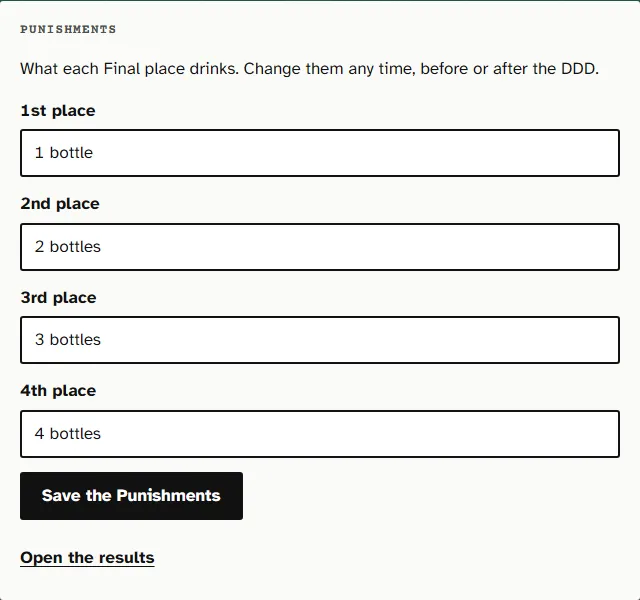 PUNISHMENTS
What each Final place drinks. Change them any time, before or after the DDD.
1st place
1 bottle
2nd place
2 bottles
3rd place
3 bottles
4th place
4 bottles
Save the Punishments
Open the results